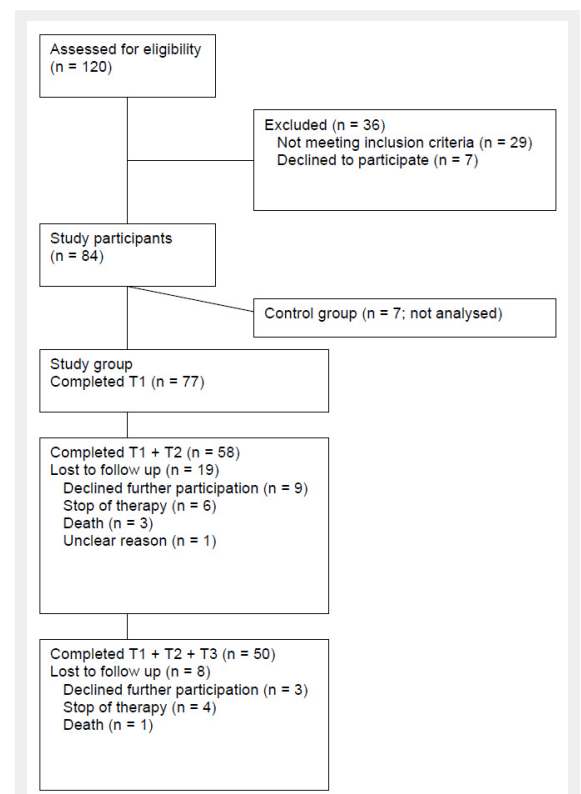 Assessed for eligibility
(n = 120)
Excluded (n = 36)
Not meeting inclusion criteria (n = 29)
Declined to participate (n = 7)
Study participants
(n = 84)
Control group (n = 7; not analysed)
Study group
Completed T1 (n = 77)
Completed T1 + T2 (n = 58)
Lost to follow up (n = 19)
Declined further participation (n = 9)
Stop of therapy (n = 6)
Death (n = 3)
Unclear reason (n = 1)
Completed T1 + T2 + T3 (n = 50)
Lost to follow up (n = 8)
Declined further participation (n = 3)
Stop of therapy (n = 4)
Death (n = 1)